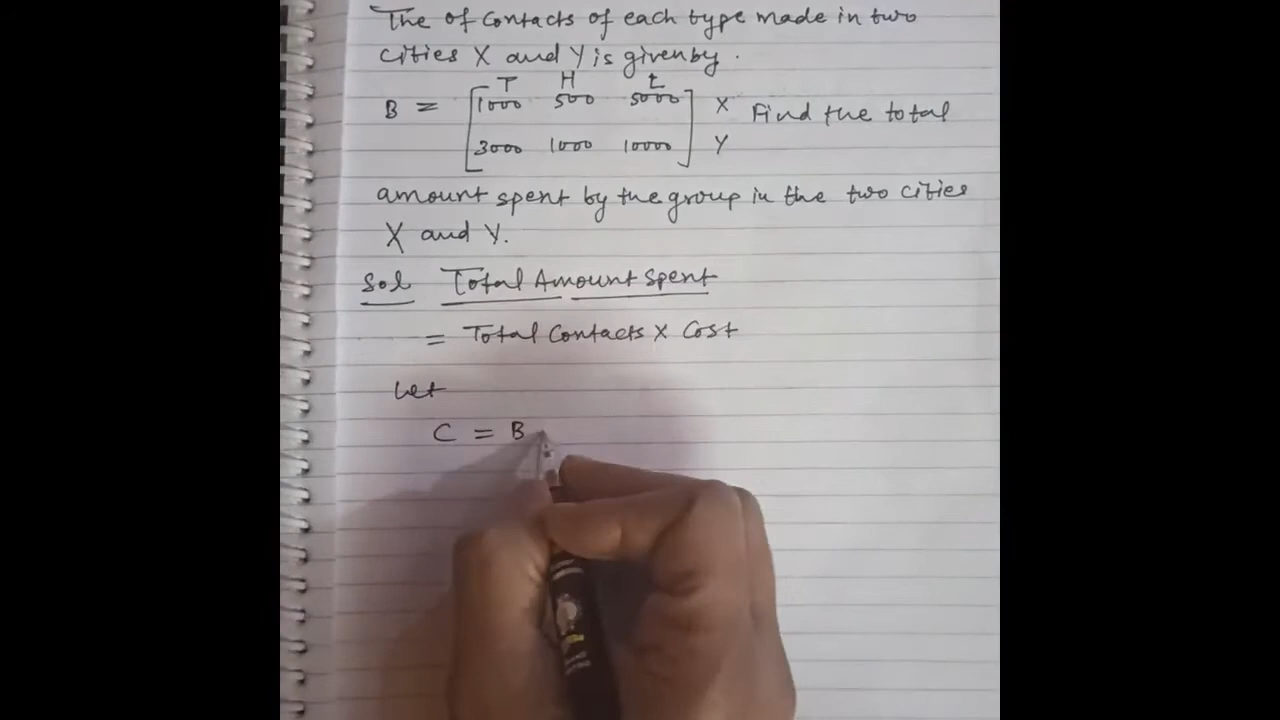 The of contacts of each type made in two
cities X and Y is given by.
T H L
B = [1000 500 5000] X Find the total
[3000 1000 10000] Y
amount spent by the group in the two cities
X and Y.
Sol Total Amount Spent
= Total Contacts X Cost
Let
C = B